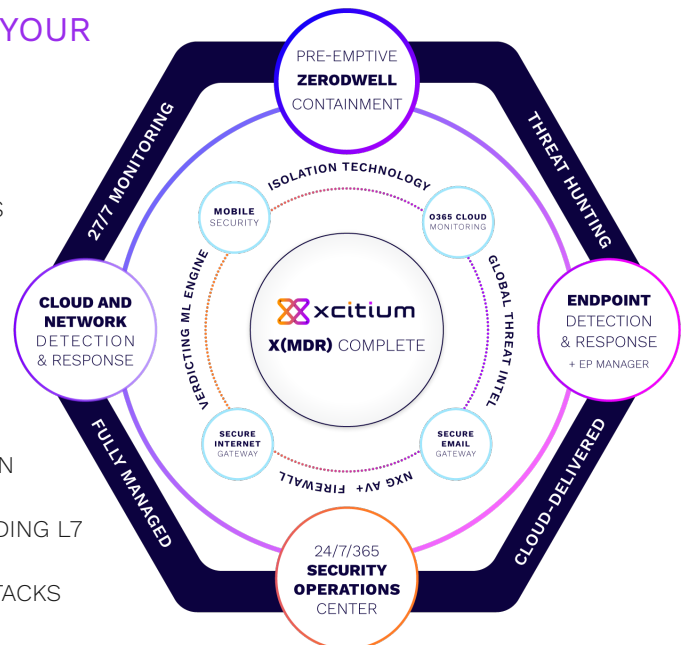 YOUR
S
N
DING L7
TACKS
PRE-EMPTIVE
ZERODWELL
CONTAINMENT
27/7 MONITORING
THREAT HUNTING
ISOLATION TECHNOLOGY
MOBILE
SECURITY
O365 CLOUD
MONITORING
VERDICTING ML ENGINE
GLOBAL THREAT INTEL
CLOUD AND
NETWORK
DETECTION
& RESPONSE
xcitium
X(MDR) COMPLETE
ENDPOINT
DETECTION
& RESPONSE
+ EP MANAGER
SECURE
INTERNET
GATEWAY
SECURE
EMAIL
GATEWAY
NXG AV+ FIREWALL
FULLY MANAGED
CLOUD-DELIVERED
24/7/365
SECURITY
OPERATIONS
CENTER